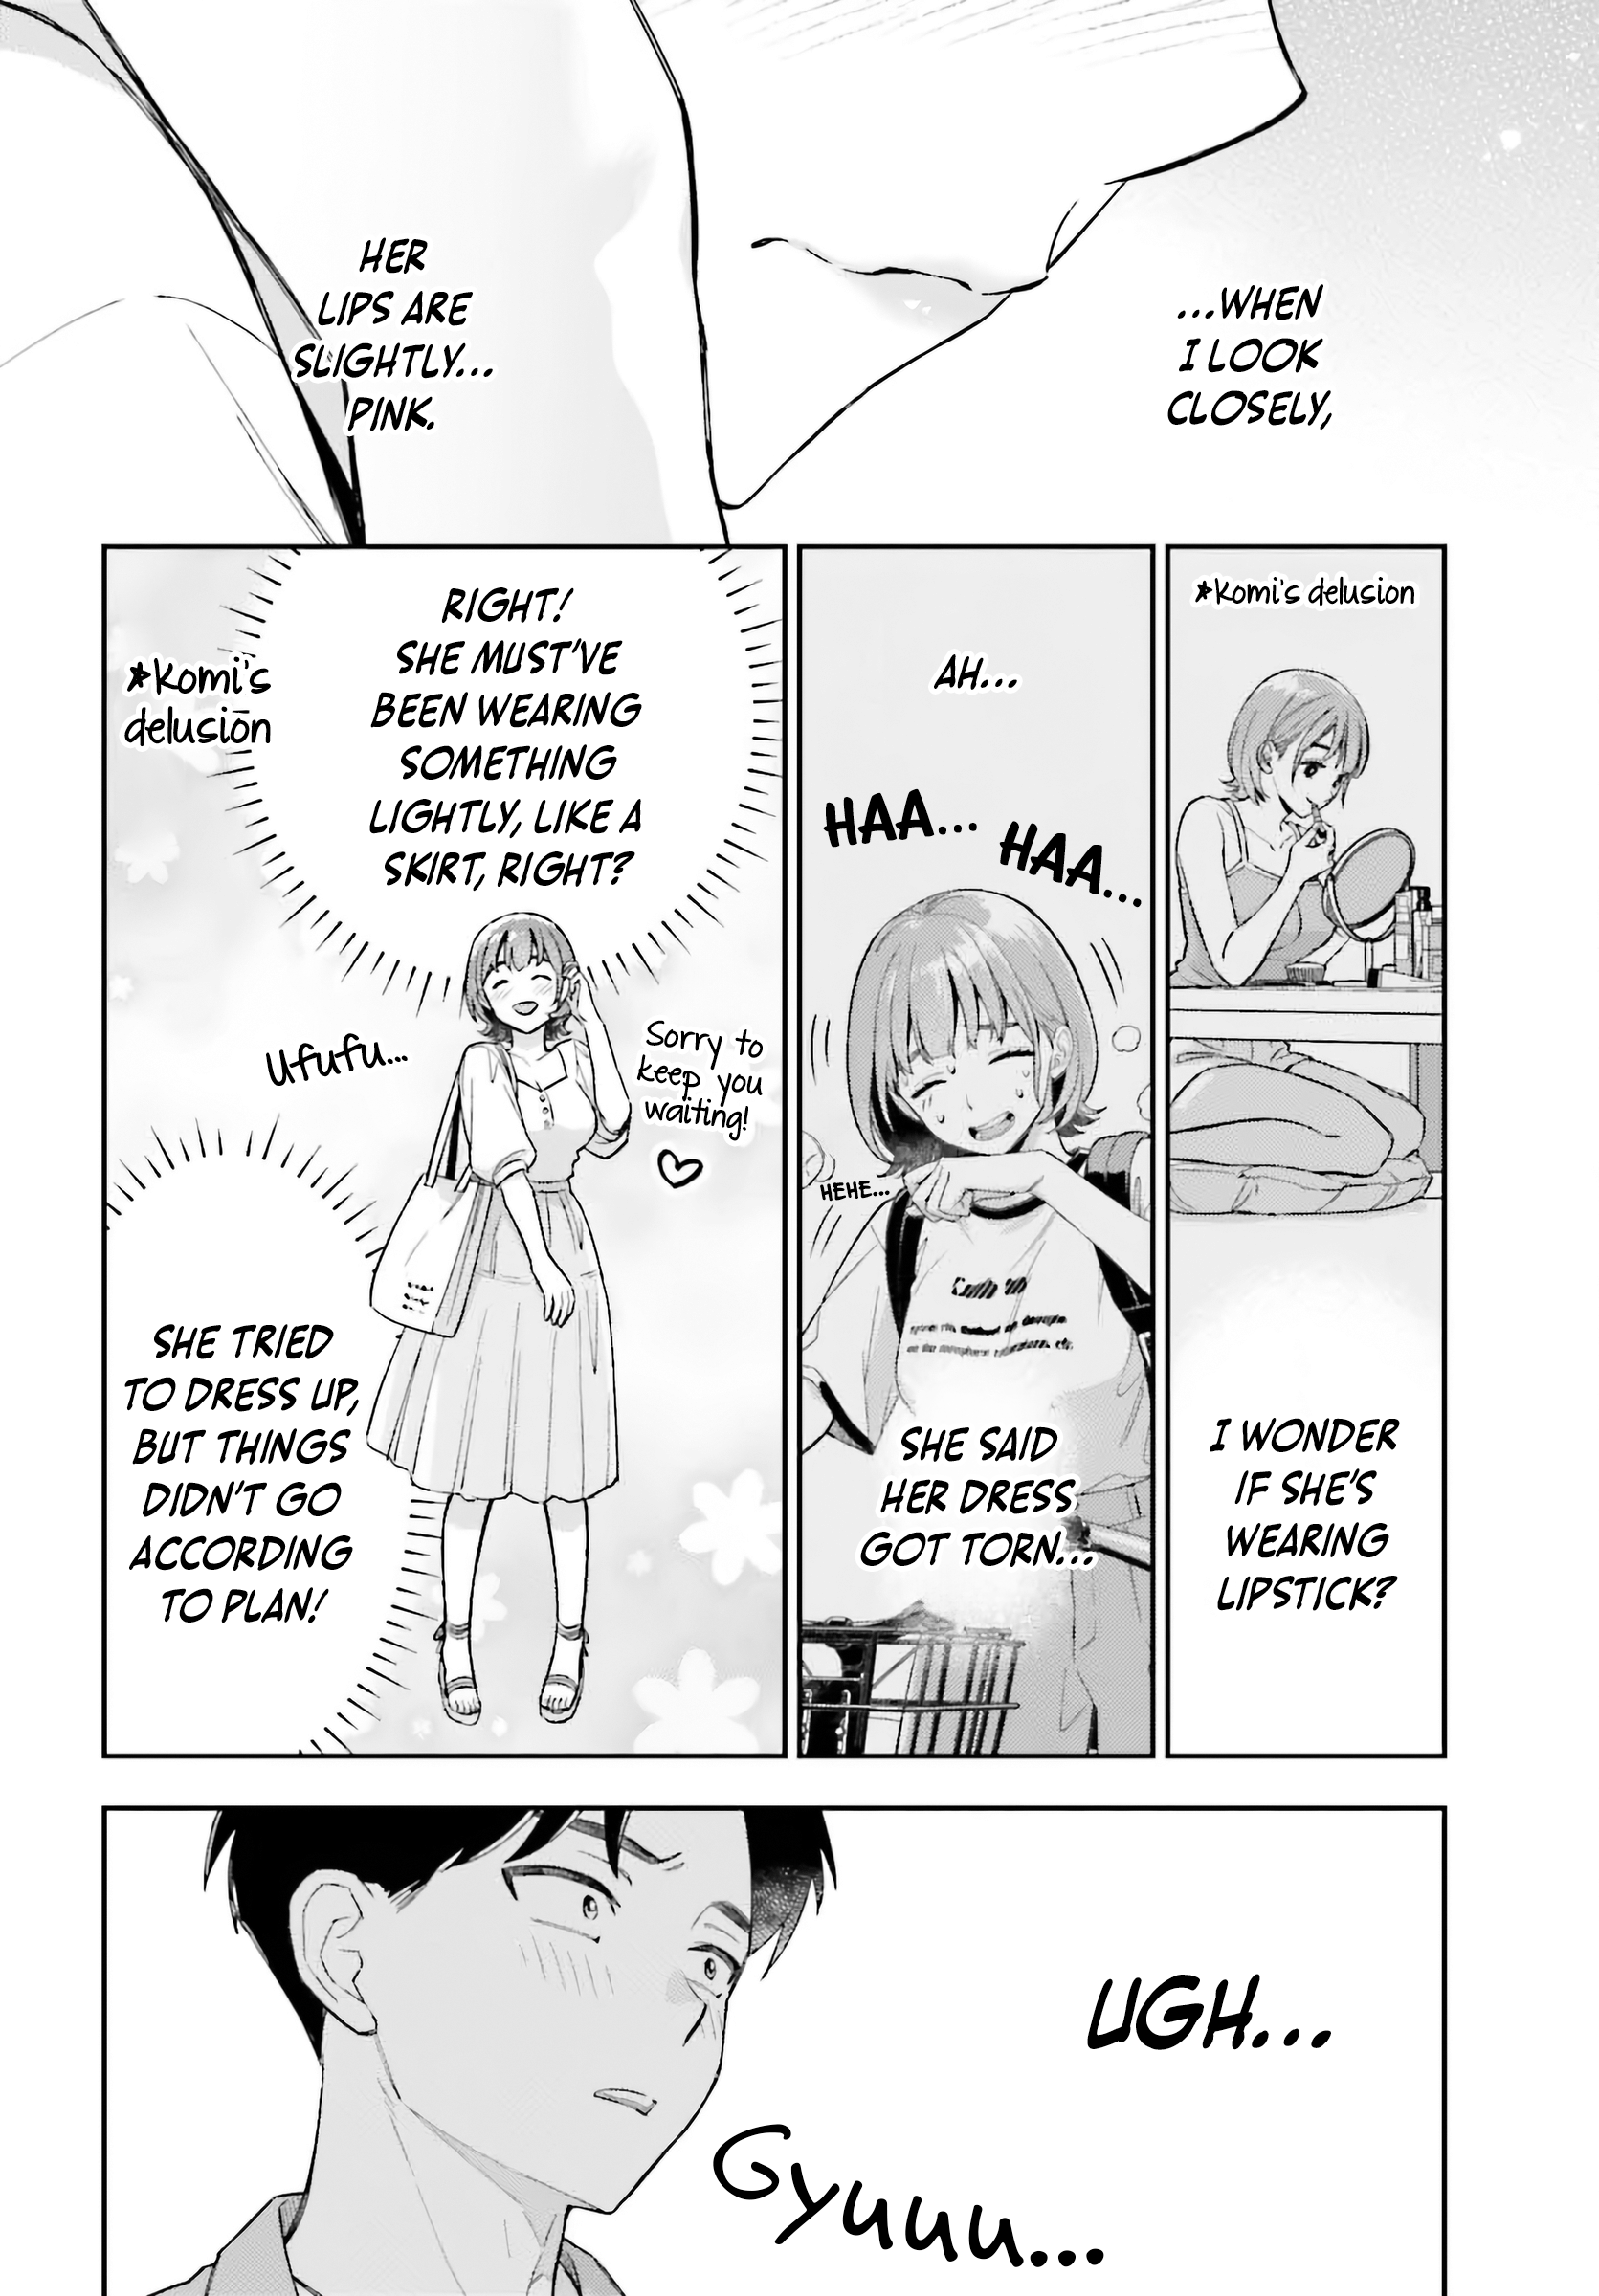 ...WHEN
I LOOK
CLOSELY,
HER
LIPS ARE
SLIGHTLY...
PINK.
*Komi's delusion
I WONDER
IF SHE'S
WEARING
LIPSTICK?
AH...
HAA...
HAA...
HEHE...
SHE SAID
HER DRESS
GOT TORN...
RIGHT!
SHE MUST'VE
BEEN WEARING
SOMETHING
LIGHTLY, LIKE A
SKIRT, RIGHT?
*Komi's
delusion
Sorry to
keep you
waiting!
Ufufu...
SHE TRIED
TO DRESS UP,
BUT THINGS
DIDN'T GO
ACCORDING
TO PLAN!
UGH...
Gyuuu...